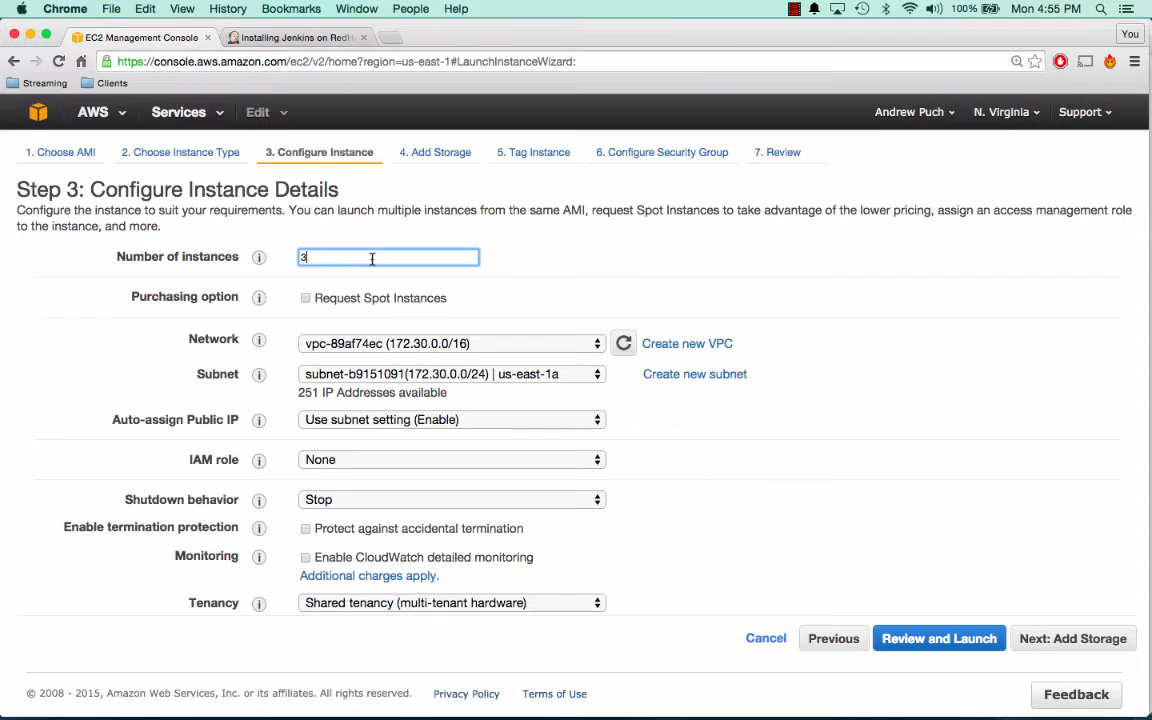 Chrome File Edit View History Bookmarks Window People Help 100% Mon 4:55 PM
EC2 Management Console × Installing Jenkins on RedH × You
https://console.aws.amazon.com/ec2/v2/home?region=us-east-1#LaunchInstanceWizard:
Streaming Clients
AWS Services Edit Andrew Puch N. Virginia Support
1. Choose AMI 2. Choose Instance Type 3. Configure Instance 4. Add Storage 5. Tag Instance 6. Configure Security Group 7. Review
Step 3: Configure Instance Details
Configure the instance to suit your requirements. You can launch multiple instances from the same AMI, request Spot Instances to take advantage of the lower pricing, assign an access management role
to the instance, and more.
Number of instances i 3
Purchasing option i Request Spot Instances
Network i vpc-89af74ec (172.30.0.0/16) Create new VPC
Subnet i subnet-b9151091(172.30.0.0/24) | us-east-1a Create new subnet
251 IP Addresses available
Auto-assign Public IP i Use subnet setting (Enable)
IAM role i None
Shutdown behavior i Stop
Enable termination protection i Protect against accidental termination
Monitoring i Enable CloudWatch detailed monitoring
Additional charges apply.
Tenancy i Shared tenancy (multi-tenant hardware)
Cancel Previous Review and Launch Next: Add Storage
© 2008 - 2015, Amazon Web Services, Inc. or its affiliates. All rights reserved. Privacy Policy Terms of Use Feedback